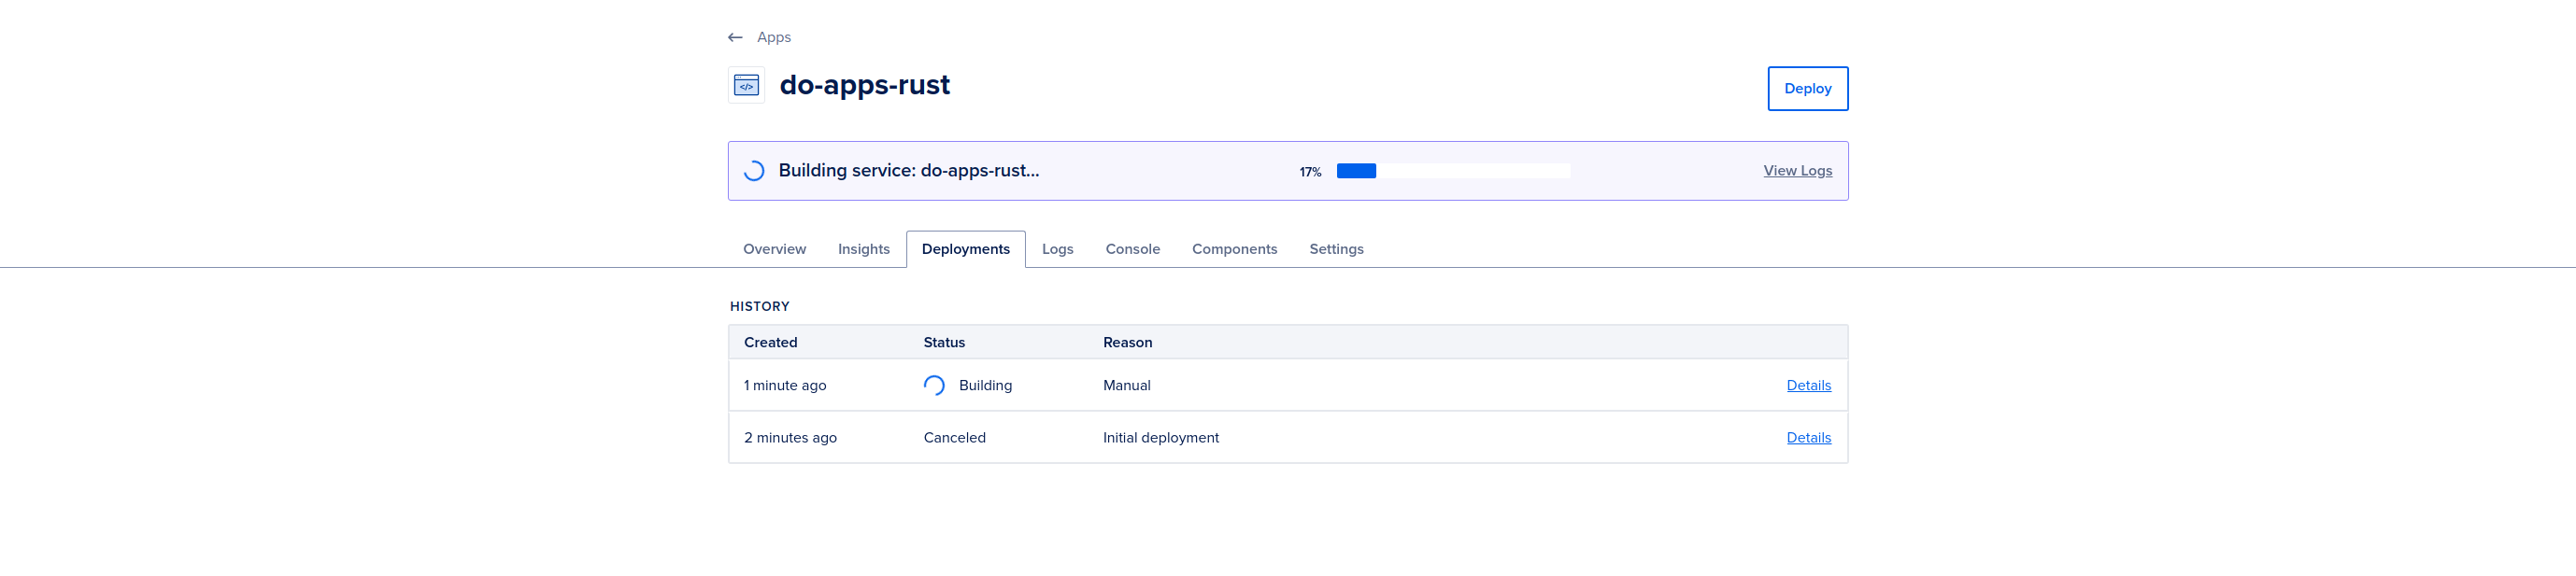 ← Apps
</> do-apps-rust Deploy
Building service: do-apps-rust... 17% View Logs
Overview Insights Deployments Logs Console Components Settings
HISTORY
Created Status Reason
1 minute ago Building Manual Details
2 minutes ago Canceled Initial deployment Details